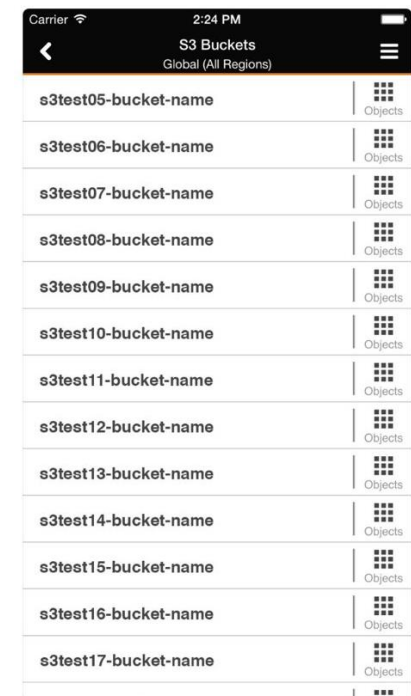 Carrier 2:24 PM
S3 Buckets
Global (All Regions)
s3test05-bucket-name
Objects
s3test06-bucket-name
Objects
s3test07-bucket-name
Objects
s3test08-bucket-name
Objects
s3test09-bucket-name
Objects
s3test10-bucket-name
Objects
s3test11-bucket-name
Objects
s3test12-bucket-name
Objects
s3test13-bucket-name
Objects
s3test14-bucket-name
Objects
s3test15-bucket-name
Objects
s3test16-bucket-name
Objects
s3test17-bucket-name
Objects